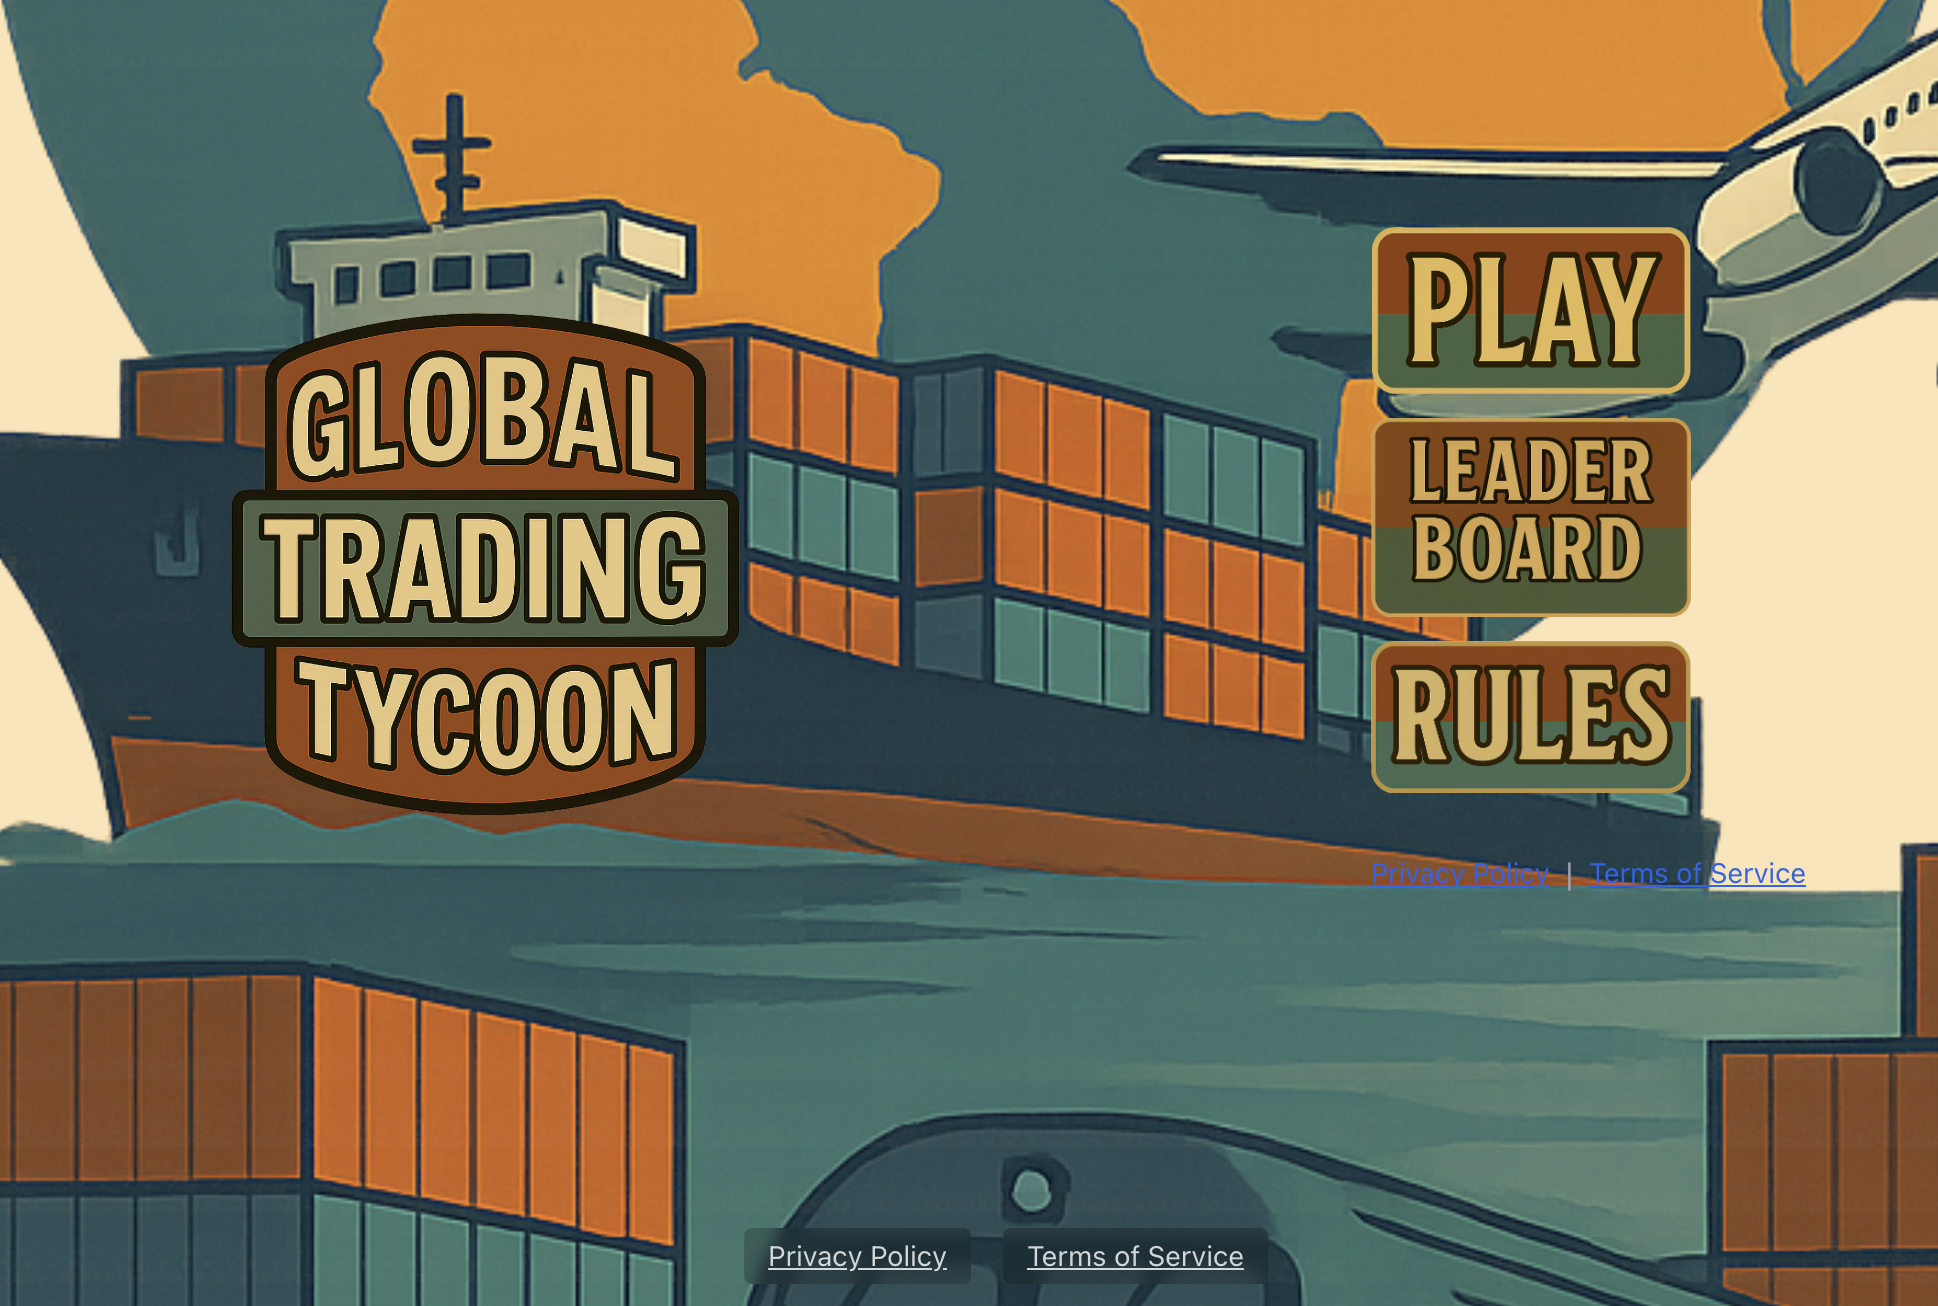 GLOBAL
TRADING
TYCOON
PLAY
LEADER
BOARD
RULES
Privacy Policy | Terms of Service
Privacy Policy Terms of Service